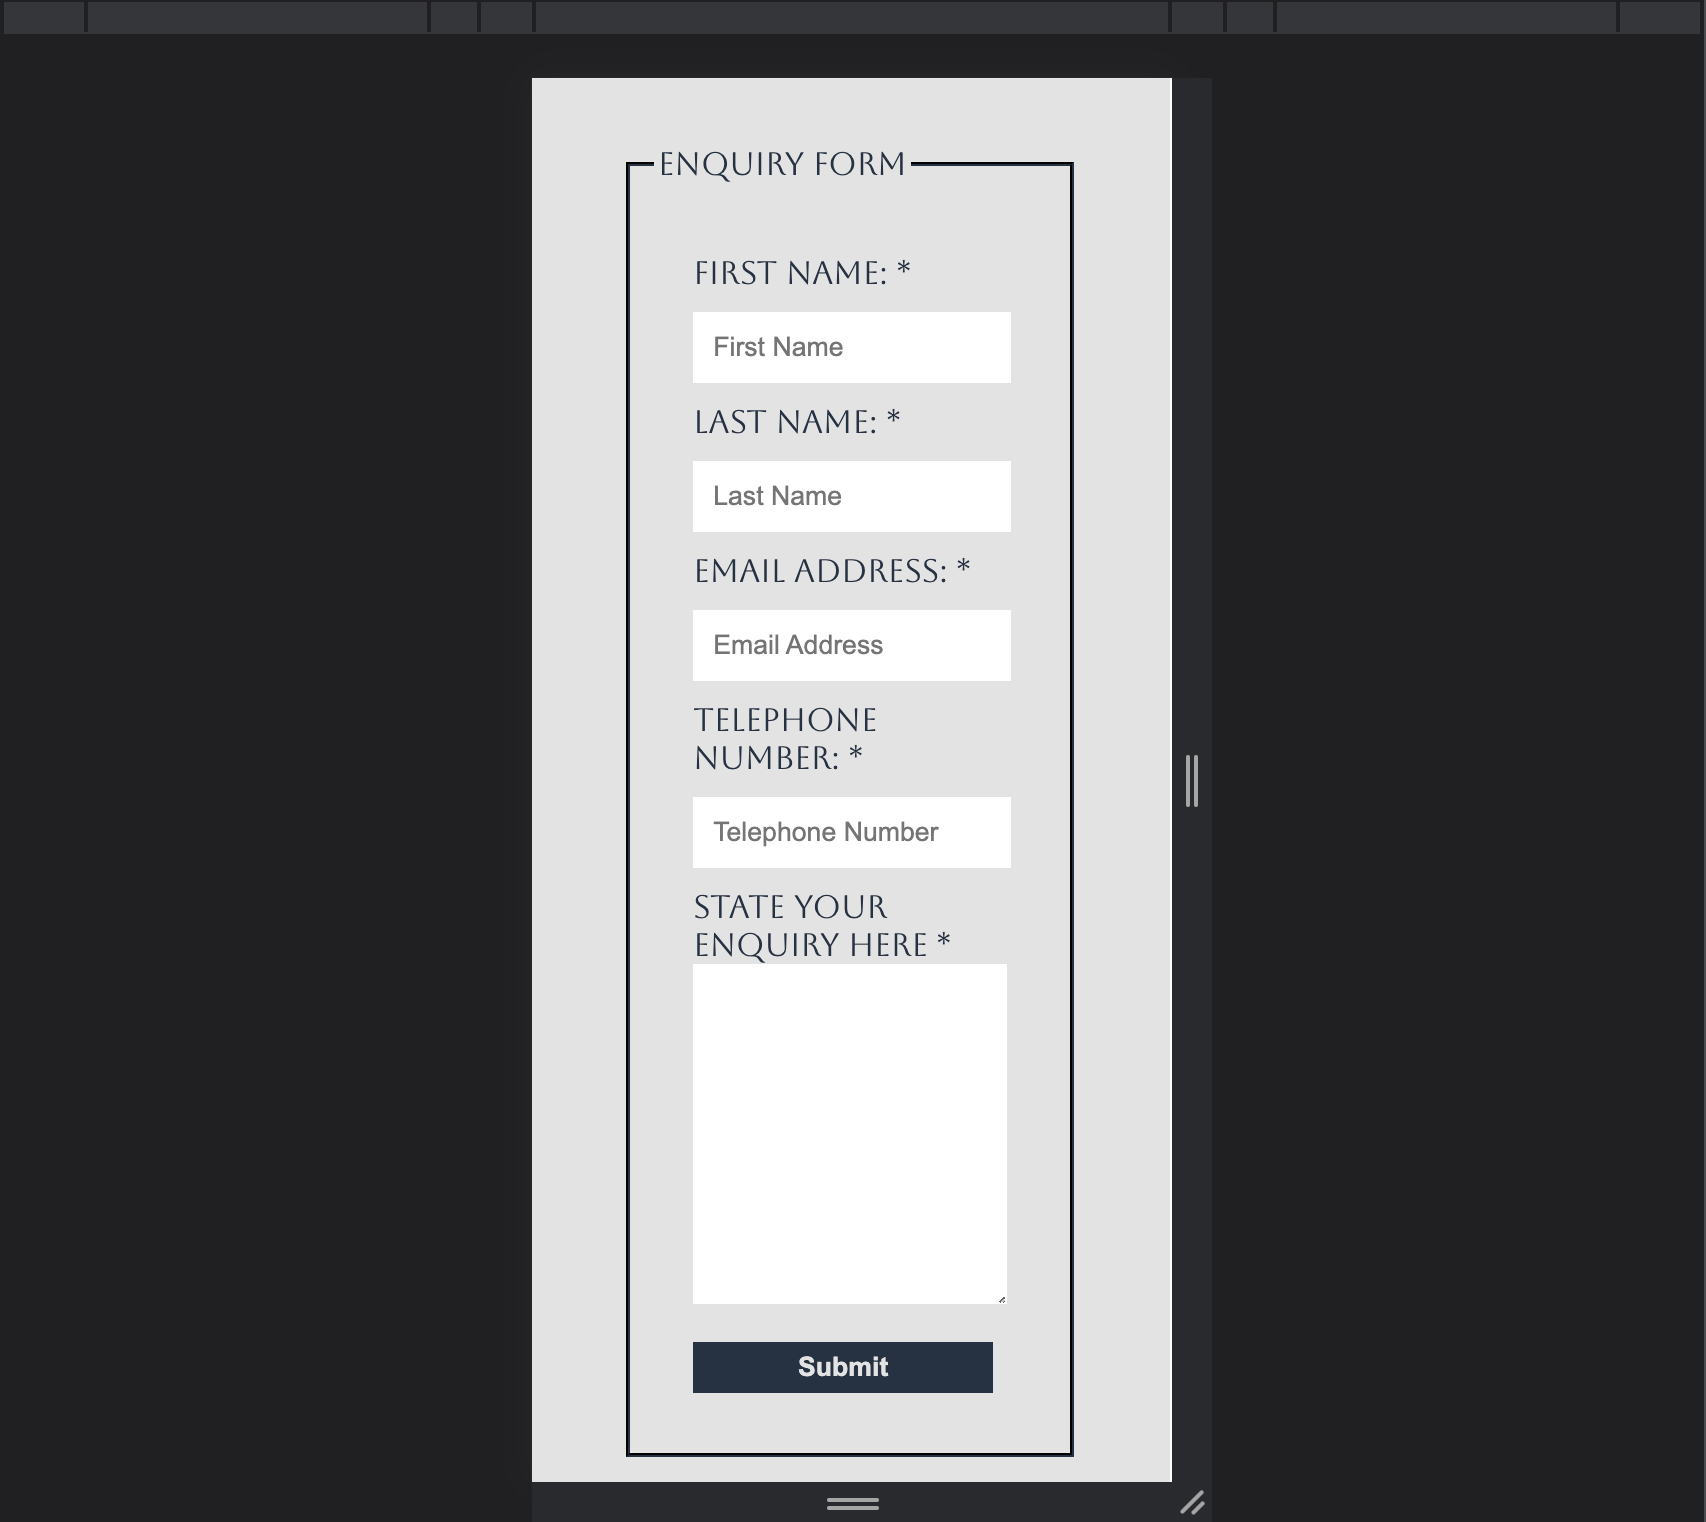 ENQUIRY FORM
FIRST NAME: *
First Name
LAST NAME: *
Last Name
EMAIL ADDRESS: *
Email Address
TELEPHONE
NUMBER: *
Telephone Number
STATE YOUR
ENQUIRY HERE *
Submit